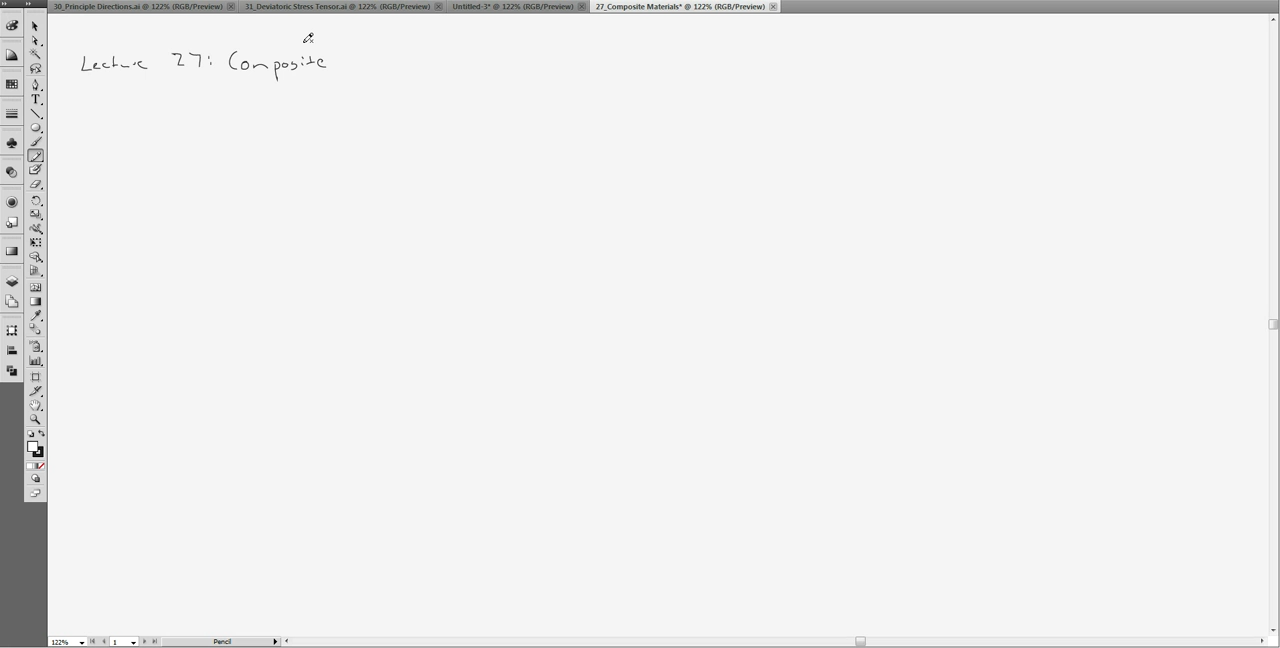 30_Principle Directions.ai @ 122% (RGB/Preview) 31_Deviatoric Stress Tensor.ai @ 122% (RGB/Preview) Untitled-3* @ 122% (RGB/Preview) 27_Composite Materials* @ 122% (RGB/Preview)
Lecture 27: Composite
122% 1 Pencil